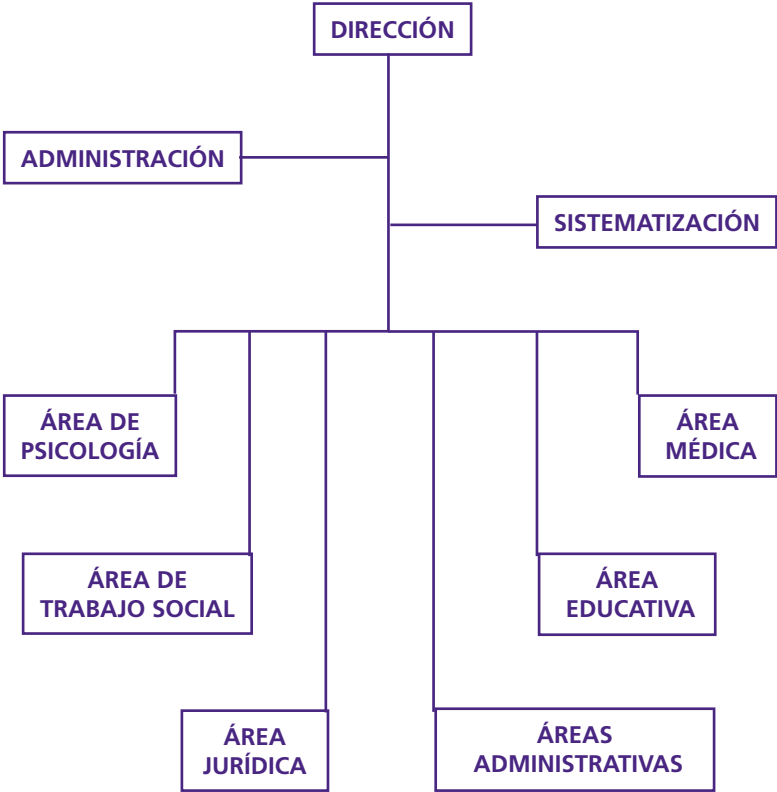 DIRECCIÓN
ADMINISTRACIÓN
SISTEMATIZACIÓN
ÁREA DE
PSICOLOGÍA
ÁREA
MÉDICA
ÁREA DE
TRABAJO SOCIAL
ÁREA
EDUCATIVA
ÁREA
JURÍDICA
ÁREAS
ADMINISTRATIVAS